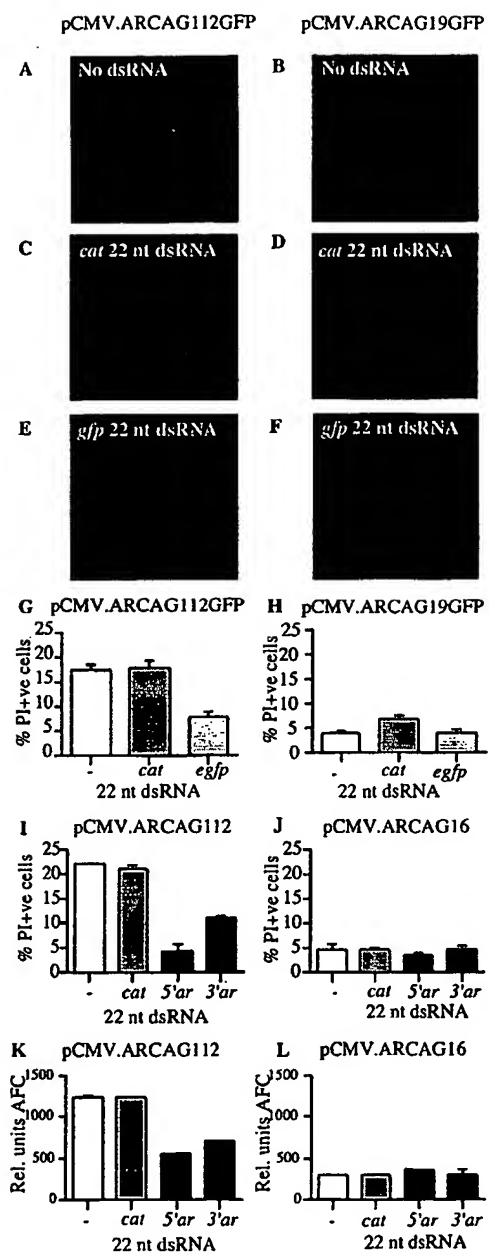 pCMV.ARCAG112GFP pCMV.ARCAG19GFP
A No dsRNA B No dsRNA
C cat 22 nt dsRNA D cat 22 nt dsRNA
E gfp 22 nt dsRNA F gfp 22 nt dsRNA
G pCMV.ARCAG112GFP H pCMV.ARCAG19GFP
% PI+ve cells 25 20 15 10 5 0 % PI+ve cells 25 20 15 10 5 0
- cat egfp - cat egfp
22 nt dsRNA 22 nt dsRNA
I pCMV.ARCAG112 J pCMV.ARCAG16
% PI+ve cells 25 20 15 10 5 0 % PI+ve cells 25 20 15 10 5 0
- cat 5'ar 3'ar - cat 5'ar 3'ar
22 nt dsRNA 22 nt dsRNA
K pCMV.ARCAG112 L pCMV.ARCAG16
Rel. units AFC 1500 1000 500 0 Rel. units AFC 1500 1000 500 0
- cat 5'ar 3'ar - cat 5'ar 3'ar
22 nt dsRNA 22 nt dsRNA